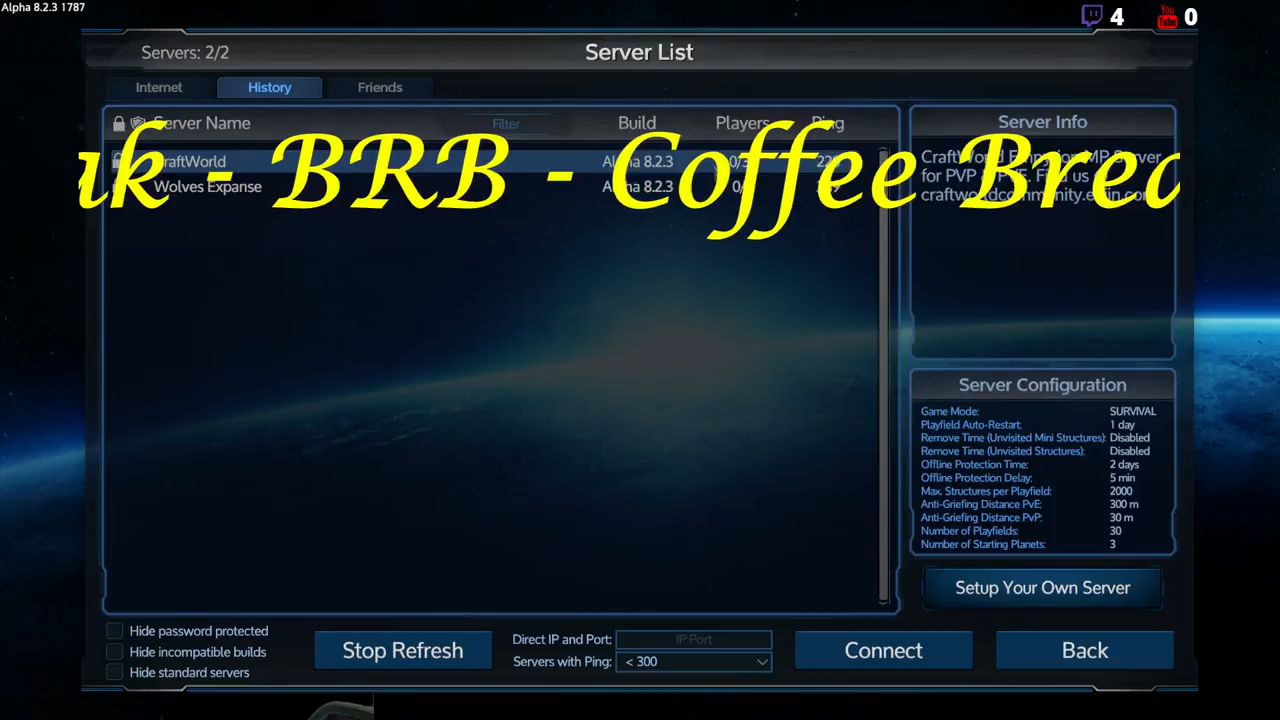 Alpha 8.2.3 1787
4
You Tube 0
Servers: 2/2
Server List
Internet
History
Friends
Server Name
Filter
Build
Players
Ping
Server Info
Alpha 8.2.3
Wolves Expanse
Alpha 8.2.3
- BRB - Coffee
for PVP
Server Configuration
Game Mode: SURVIVAL
Playfield Auto-Restart: 1 day
Remove Time (Unvisited Mini Structures): Disabled
Remove Time (Unvisited Structures): Disabled
Offline Protection Time: 2 days
Offline Protection Delay: 5 min
Max. Structures per Playfield: 2000
Anti-Griefing Distance PvE: 300 m
Anti-Griefing Distance PvP: 30 m
Number of Playfields: 30
Number of Starting Planets: 3
Setup Your Own Server
Hide password protected
Hide incompatible builds
Hide standard servers
Stop Refresh
Direct IP and Port: IP:Port
Servers with Ping: < 300
Connect
Back